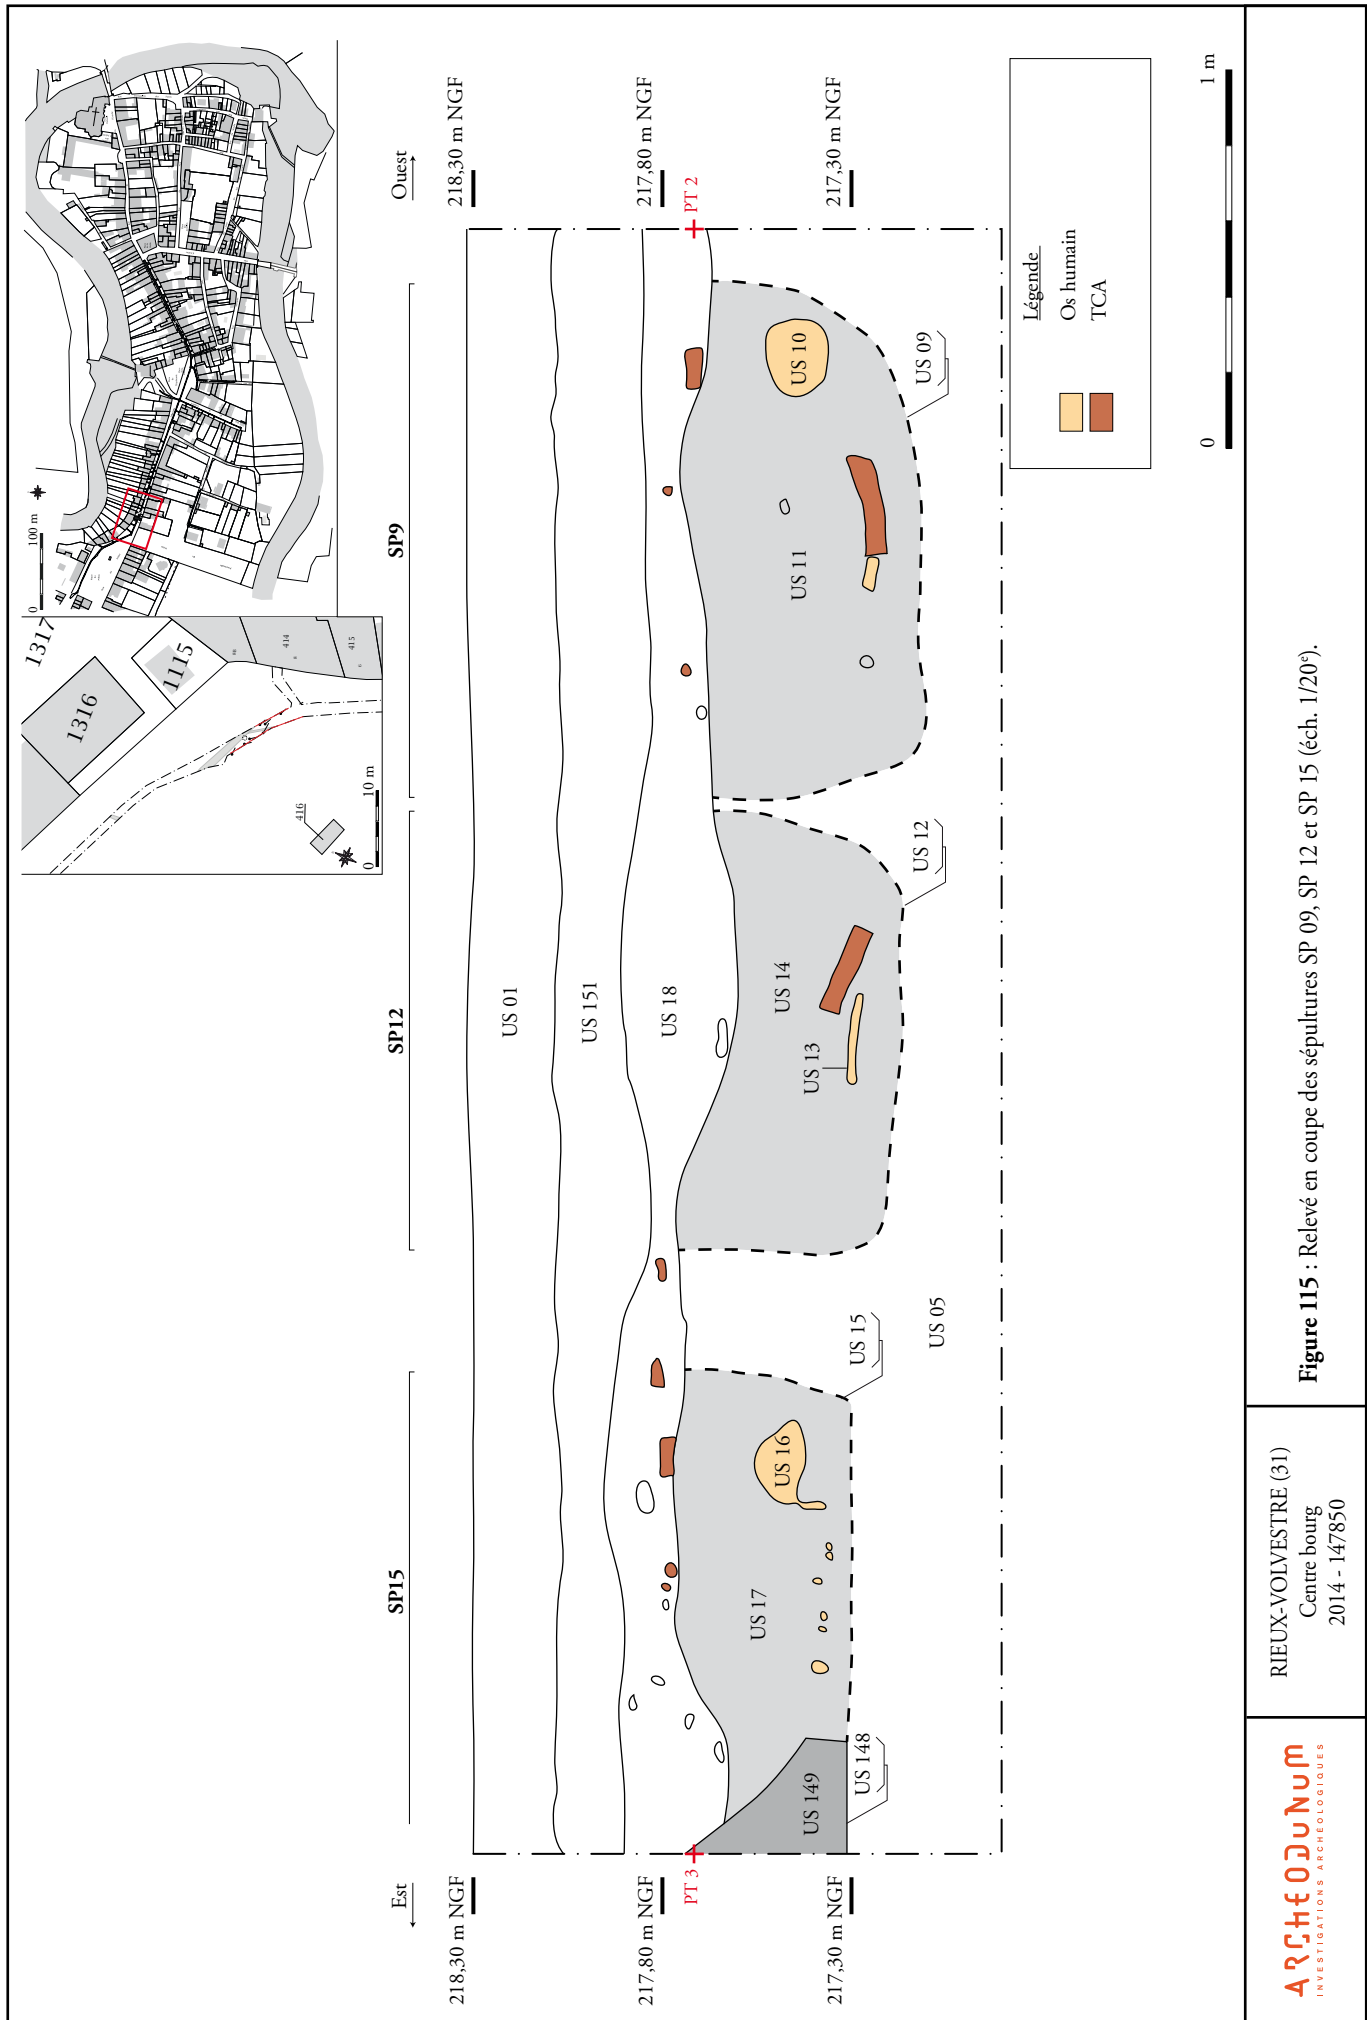 0 100 m
1317
1316
1115
414
415
416
0 10 m
Est
Ouest
SP15
SP12
SP9
218,30 m NGF
218,30 m NGF
US 01
US 151
217,80 m NGF
217,80 m NGF
US 18
PT 3
PT 2
US 17
US 16
US 14
US 13
US 11
US 10
US 149
217,30 m NGF
217,30 m NGF
US 148
US 15
US 12
US 09
US 05
Légende
Os humain
TCA
0 1 m
ARCHEODUNUM
INVESTIGATIONS ARCHÉOLOGIQUES
RIEUX-VOLVESTRE (31)
Centre bourg
2014 - 147850
Figure 115 : Relevé en coupe des sépultures SP 09, SP 12 et SP 15 (éch. 1/20e).